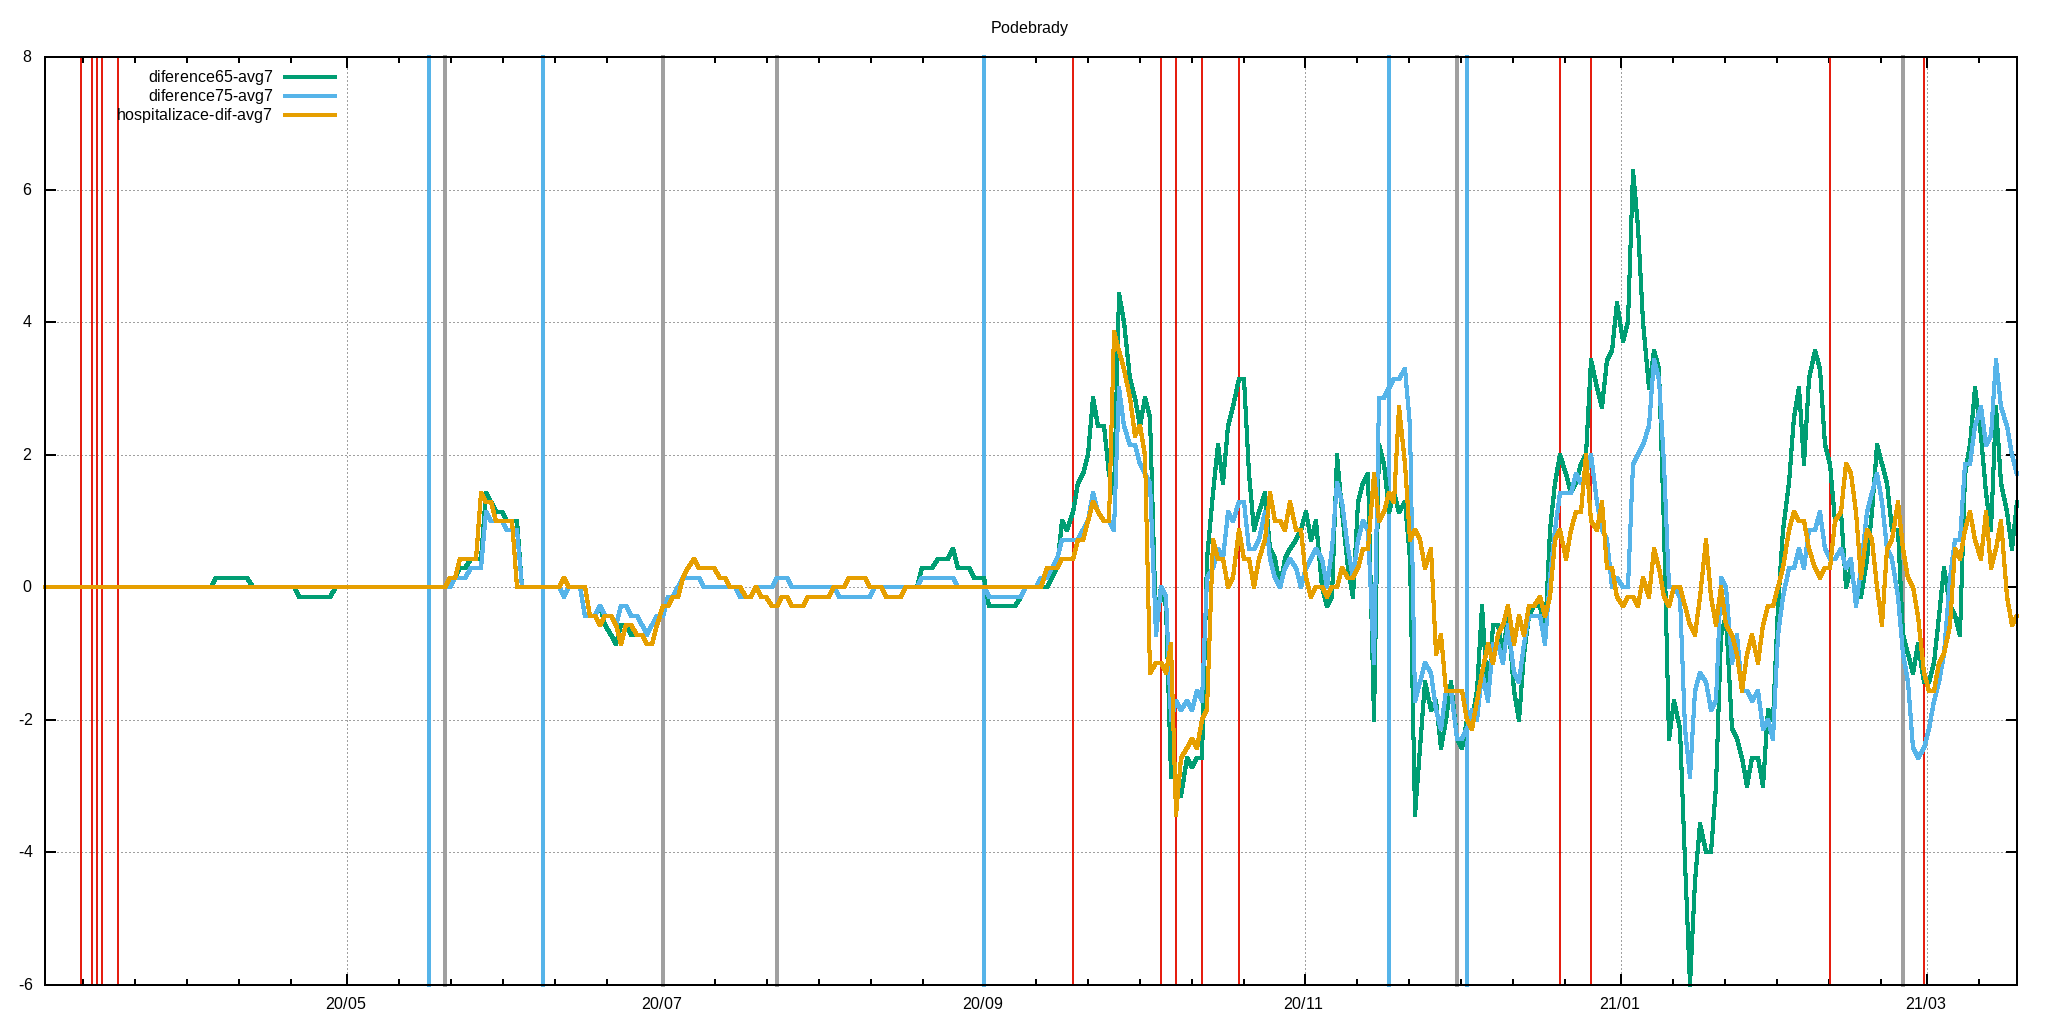 Podebrady
8
diference65-avg7
diference75-avg7
hospitalizace-dif-avg7
6
4
2
0
-2
-4
-6
20/05 20/07 20/09 20/11 21/01 21/03